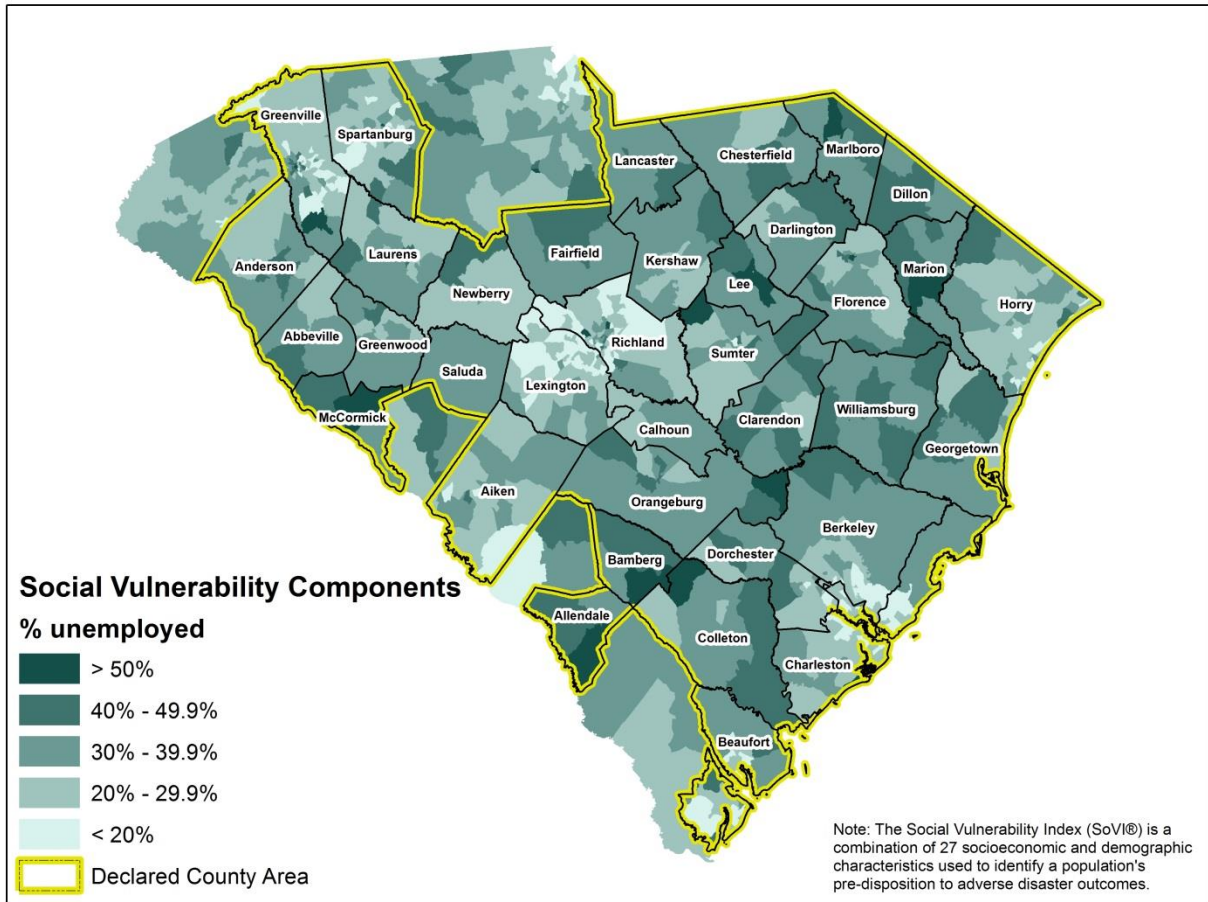 Greenville
Spartanburg
Lancaster
Chesterfield
Marlboro
Dillon
Darlington
Anderson
Laurens
Fairfield
Kershaw
Lee
Marion
Newberry
Florence
Horry
Abbeville
Greenwood
Richland
Sumter
Saluda
Lexington
McCormick
Calhoun
Clarendon
Williamsburg
Georgetown
Aiken
Orangeburg
Berkeley
Bamberg
Dorchester
Allendale
Colleton
Charleston
Beaufort
Social Vulnerability Components
% unemployed
> 50%
40% - 49.9%
30% - 39.9%
20% - 29.9%
< 20%
Declared County Area
Note: The Social Vulnerability Index (SoVI®) is a
combination of 27 socioeconomic and demographic
characteristics used to identify a population's
pre-disposition to adverse disaster outcomes.